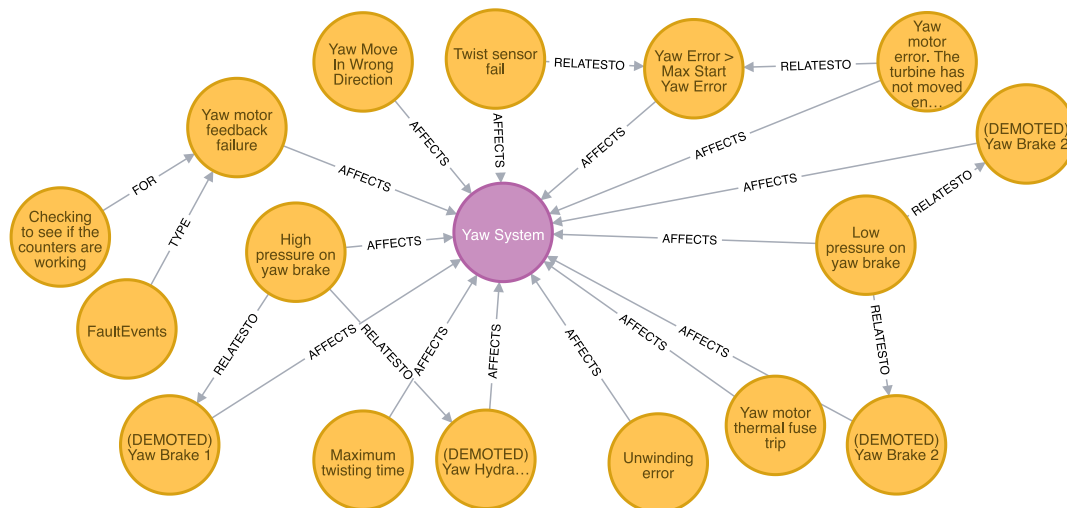 Yaw Move
In Wrong
Direction
Twist sensor
fail
RELATESTO
Yaw Error >
Max Start
Yaw Error
RELATESTO
Yaw
motor
error. The
turbine has
not moved
en…
Yaw motor
feedback
failure
AFFECTS
AFFECTS
AFFECTS
AFFECTS
AFFECTS
AFFECTS
(DEMOTED)
Yaw Brake 2
RELATESTO
FOR
TYPE
Checking
to see if the
counters are
working
High
pressure on
yaw brake
AFFECTS
Yaw System
AFFECTS
Low
pressure on
yaw brake
FaultEvents
RELATESTO
AFFECTS
RELATESTO
AFFECTS
AFFECTS
AFFECTS
AFFECTS
AFFECTS
RELATESTO
(DEMOTED)
Yaw Brake 1
Maximum
twisting time
(DEMOTED)
Yaw Hydra…
Unwinding
error
Yaw motor
thermal fuse
trip
(DEMOTED)
Yaw Brake 2